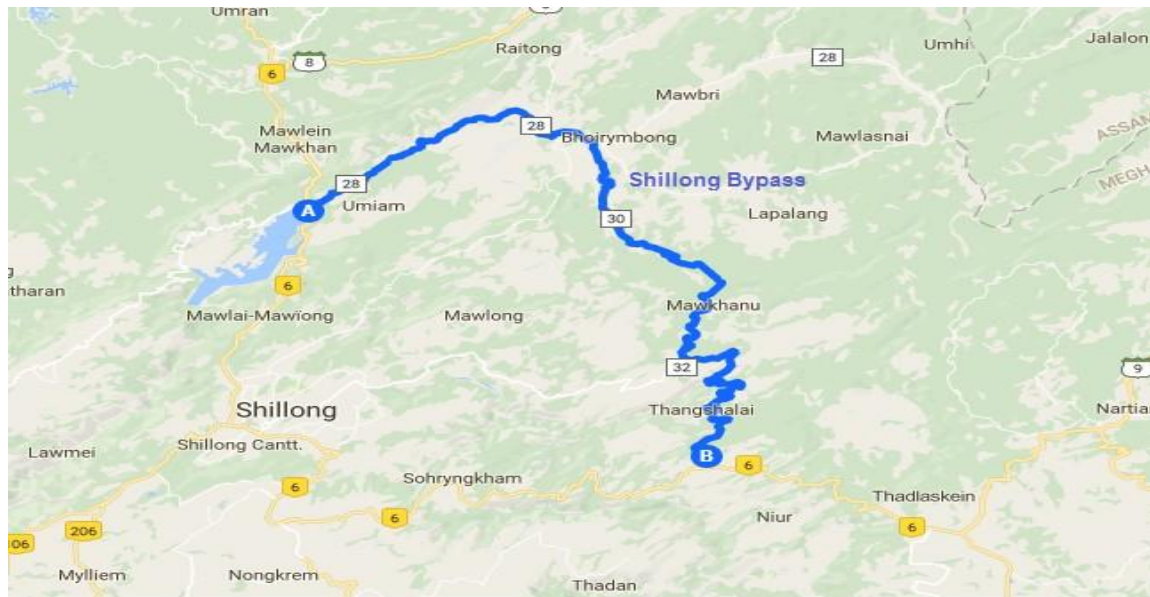 Umran
6
Raitong
Umhi
Jalalon
8
6
28
Mawbri
28
Mawlein
Mawkhan
Bhoirymbong
Mawlasnai
ASSAM
28
Shillong Bypass
MEGH
A
Umiam
30
Lapalang
tharan
6
Mawlai-Mawïong
Mawlong
Mawkhanu
32
9
Shillong
Thangshalai
Nartian
Lawmei
Shillong Cantt.
B
6
Sohryngkham
6
Thadlaskein
6
Niur
6
206
06
Mylliem
Nongkrem
Thadan